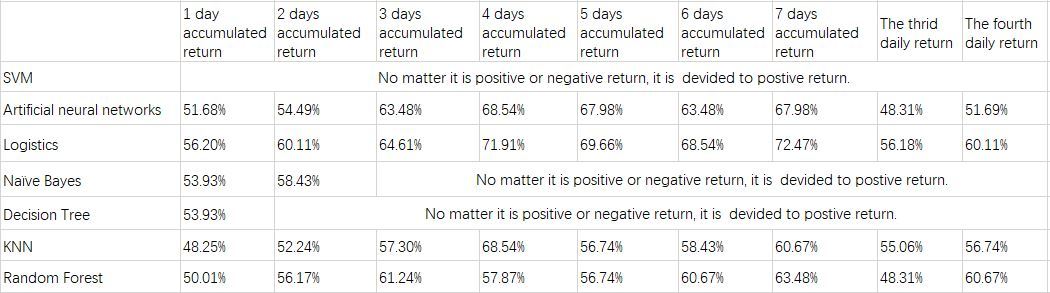 1 day accumulated return 2 days accumulated return 3 days accumulated return 4 days accumulated return 5 days accumulated return 6 days accumulated return 7 days accumulated return The thrid daily return The fourth daily return
SVM No matter it is positive or negative return, it is devided to postive return.
Artificial neural networks 51.68% 54.49% 63.48% 68.54% 67.98% 63.48% 67.98% 48.31% 51.69%
Logistics 56.20% 60.11% 64.61% 71.91% 69.66% 68.54% 72.47% 56.18% 60.11%
Naïve Bayes 53.93% 58.43% No matter it is positive or negative return, it is devided to postive return.
Decision Tree 53.93% No matter it is positive or negative return, it is devided to postive return.
KNN 48.25% 52.24% 57.30% 68.54% 56.74% 58.43% 60.67% 55.06% 56.74%
Random Forest 50.01% 56.17% 61.24% 57.87% 56.74% 60.67% 63.48% 48.31% 60.67%